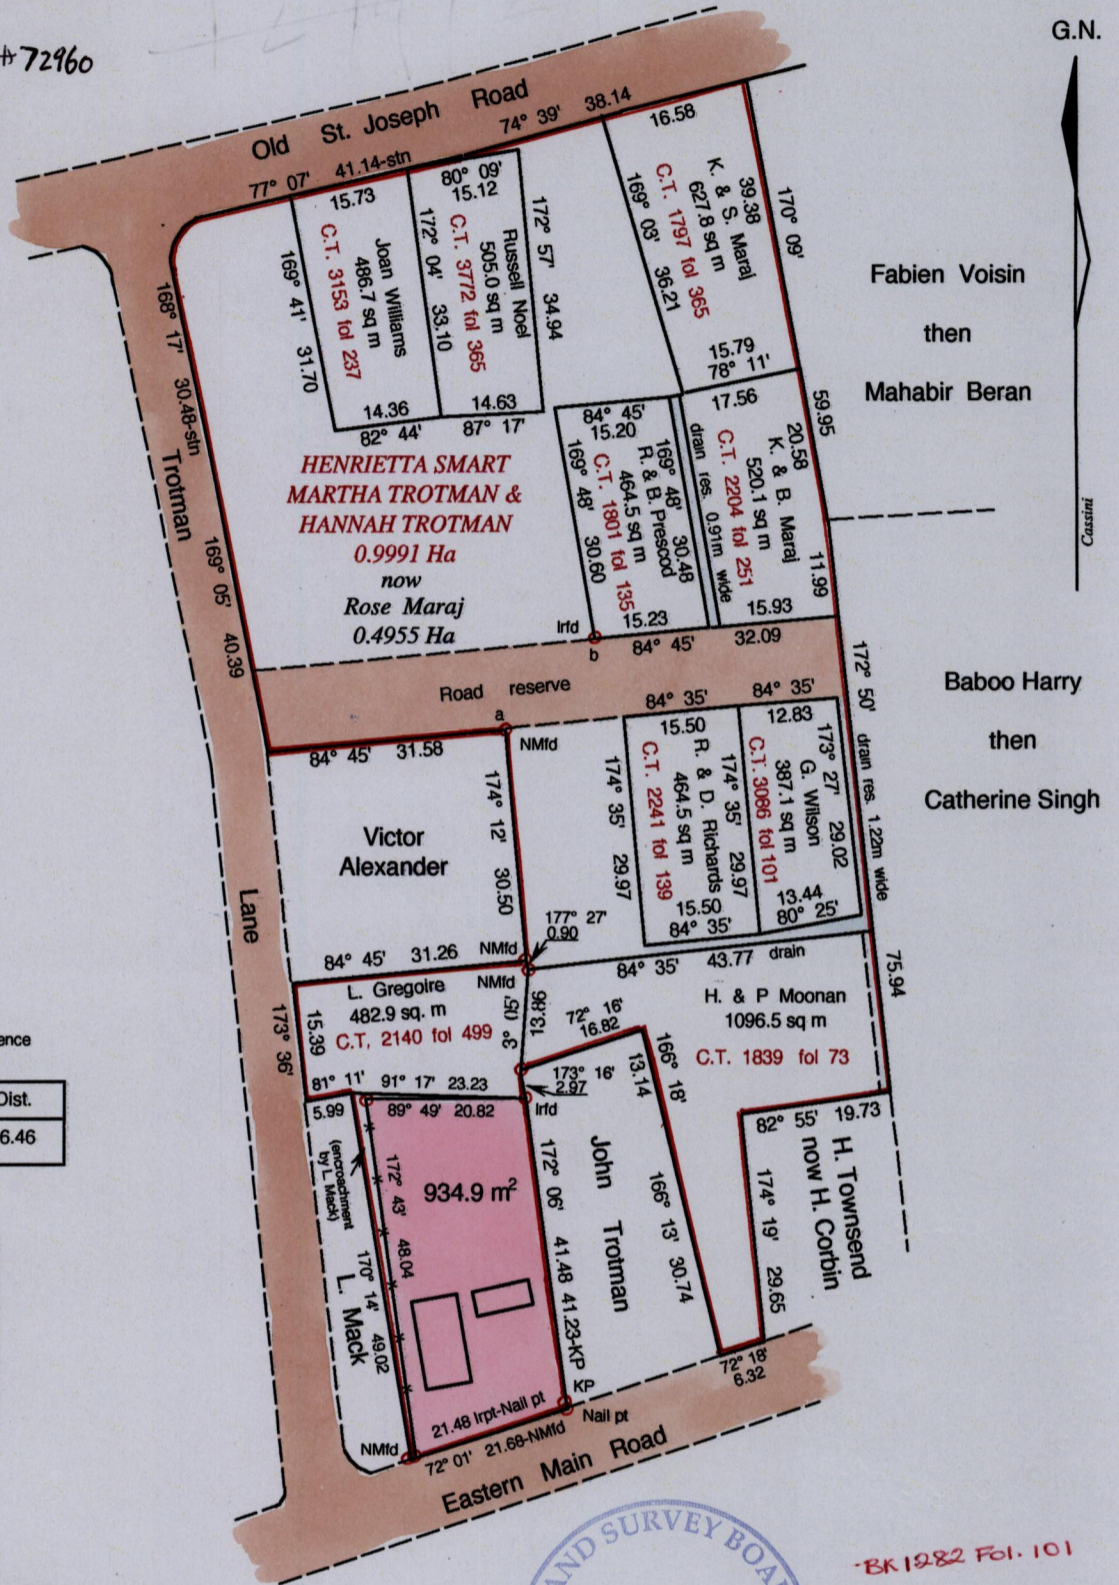 # 72960
G.N.
Old St. Joseph Road
77° 07' 41.14-stn
74° 39' 38.14
15.73
80° 09'
15.12
16.58
Joan Williams
486.7 sq m
C.T. 3153 fol 237
169° 41' 31.70
172° 04' 33.10
Russell Noel
505.0 sq m
C.T. 3772 fol 365
172° 57' 34.94
14.36
82° 44'
14.63
87° 17'
39.38
K. & S. Maraj
627.8 sq m
C.T. 1797 fol 365
169° 03' 36.21
170° 09'
15.79
78° 11'
59.95
Fabien Voisin
then
Mahabir Beran
Cassini
168° 17' 30.48-stn
Trotman
169° 05' 40.39
HENRIETTA SMART
MARTHA TROTMAN &
HANNAH TROTMAN
0.9991 Ha
now
Rose Maraj
0.4955 Ha
84° 45'
15.20
169° 48' 30.48
R. & B. Prescod
464.5 sq m
C.T. 1801 fol 135
169° 48' 30.60
15.23
drain res. 0.91m wide
17.56
20.58
K. & B. Maraj
520.1 sq m
C.T. 2204 fol 251
11.99
15.93
Irfd
b
84° 45' 32.09
Road reserve
a
NMfd
84° 45' 31.58
84° 35'
84° 35'
15.50
12.83
172° 50' drain res. 1.22m wide
Baboo Harry
then
Catherine Singh
Victor
Alexander
174° 12' 30.50
174° 35' 29.97
R. & D. Richards
464.5 sq m
C.T. 2241 fol 139
174° 35' 29.97
173° 27' 29.02
G. Wilson
387.1 sq m
C.T. 3086 fol 101
15.50
84° 35'
13.44
80° 25'
Lane
84° 45' 31.26
NMfd
177° 27'
0.90
NMfd
84° 35' 43.77 drain
75.94
L. Gregoire
482.9 sq. m
C.T. 2140 fol 499
15.39
173° 36'
3° 05' 13.86
72° 16'
16.82
H. & P Moonan
1096.5 sq m
C.T. 1839 fol 73
81° 11'
91° 17' 23.23
173° 16'
2.97
13.14
166° 18'
ence
Dist.
6.46
5.99
89° 49' 20.82
Irfd
82° 55' 19.73
(encroachment
by L. Mack)
172° 43' 48.04
934.9 m²
172° 06' 41.48 41.23-KP
John Trotman
166° 13' 30.74
174° 19' 29.65
H. Townsend
now H. Corbin
170° 14' 49.02
L. Mack
KP
Nail pt
72° 18'
6.32
21.48 Irpt-Nail pt
NMfd
72° 01' 21.68-NMfd
Eastern Main Road
AND SURVEY BOA
BK 1282 Fol. 101